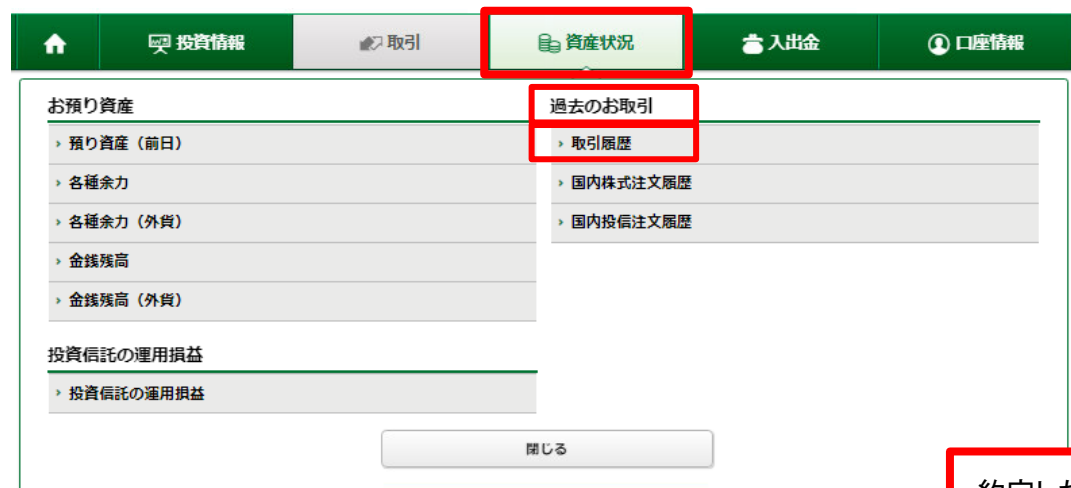 投資情報
取引
資産状況
入出金
口座情報
お預り資産
預り資産（前日）
各種余力
各種余力（外貨）
金銭残高
金銭残高（外貨）
投資信託の運用損益
投資信託の運用損益
過去のお取引
取引履歴
国内株式注文履歴
国内投信注文履歴
閉じる